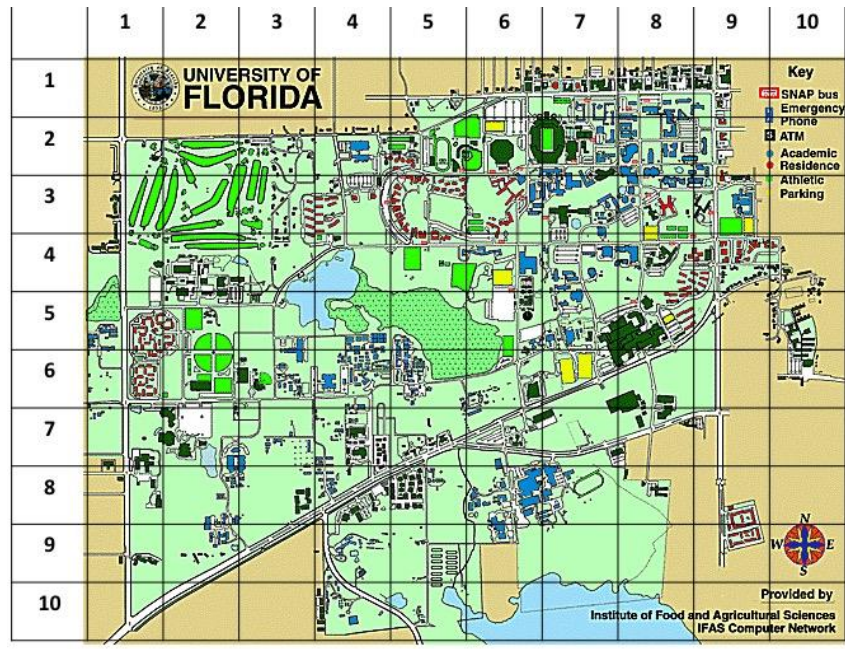 1 2 3 4 5 6 7 8 9 10
1
2
3
4
5
6
7
8
9
10
UNIVERSITY OF
FLORIDA
Key
SNAP bus
Emergency
Phone
ATM
Academic
Residence
Athletic
Parking
N
W E
S
Provided by
Institute of Food and Agricultural Sciences
IFAS Computer Network